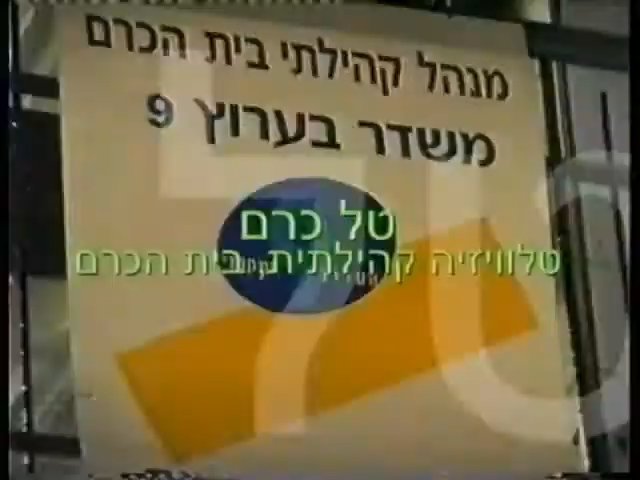 מנהל קהילתי בית הכרם
משדר בערוץ 9
טל כרם
טלוויזיה קהילתית בית הכרם